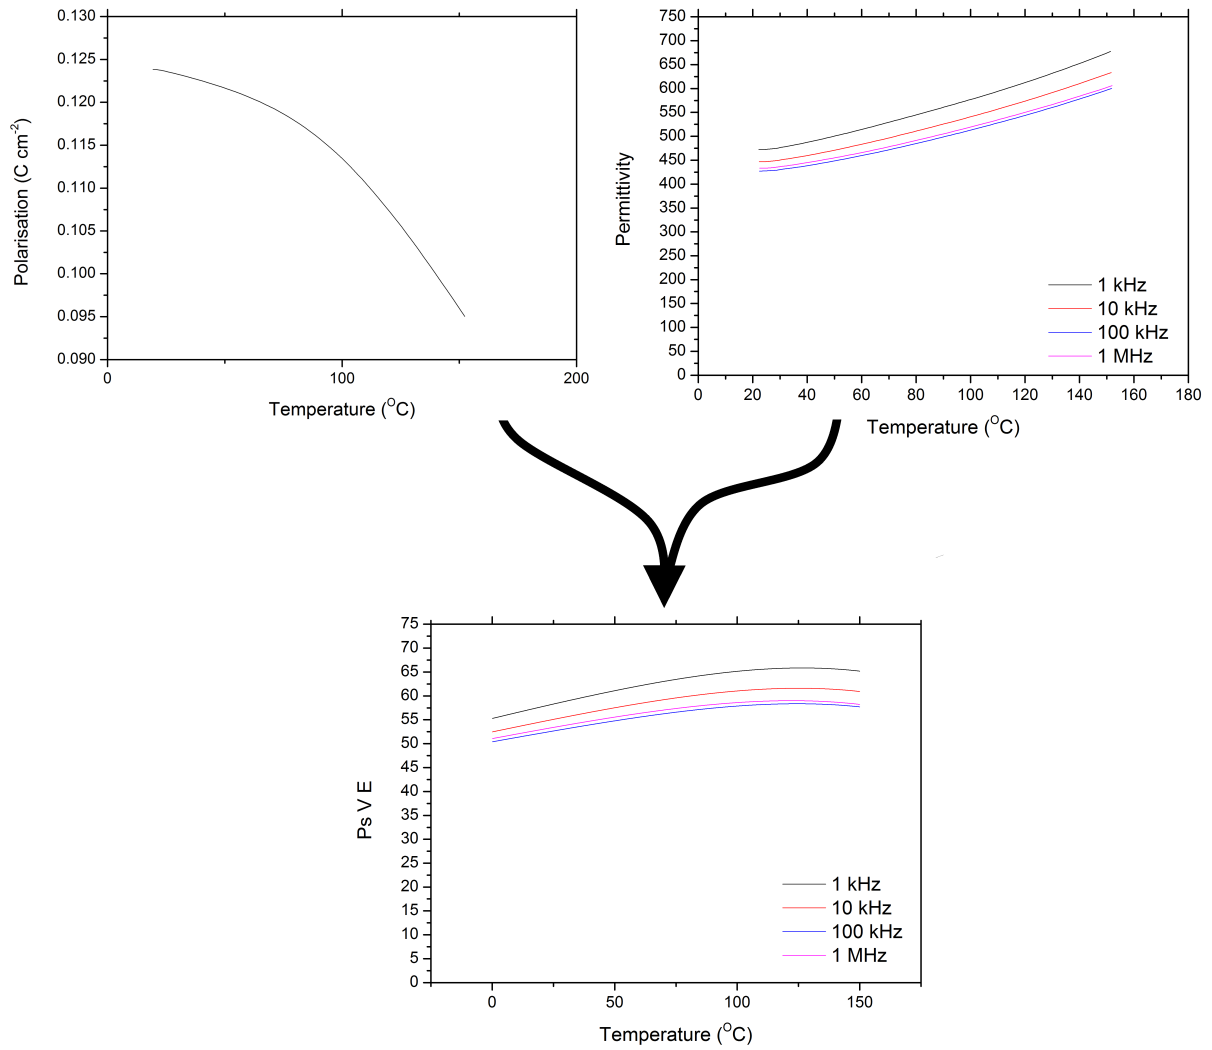 0.130
0.125
0.120
0.115
0.110
0.105
0.100
0.095
0.090
Polarisation (C cm-2)
0 100 200
Temperature (OC)
750
700
650
600
550
500
450
400
350
300
250
200
150
100
50
0
Permittivity
1 kHz
10 kHz
100 kHz
1 MHz
0 20 40 60 80 100 120 140 160 180
Temperature (OC)
75
70
65
60
55
50
45
40
35
30
25
20
15
10
5
0
Ps V E
1 kHz
10 kHz
100 kHz
1 MHz
0 50 100 150
Temperature (OC)